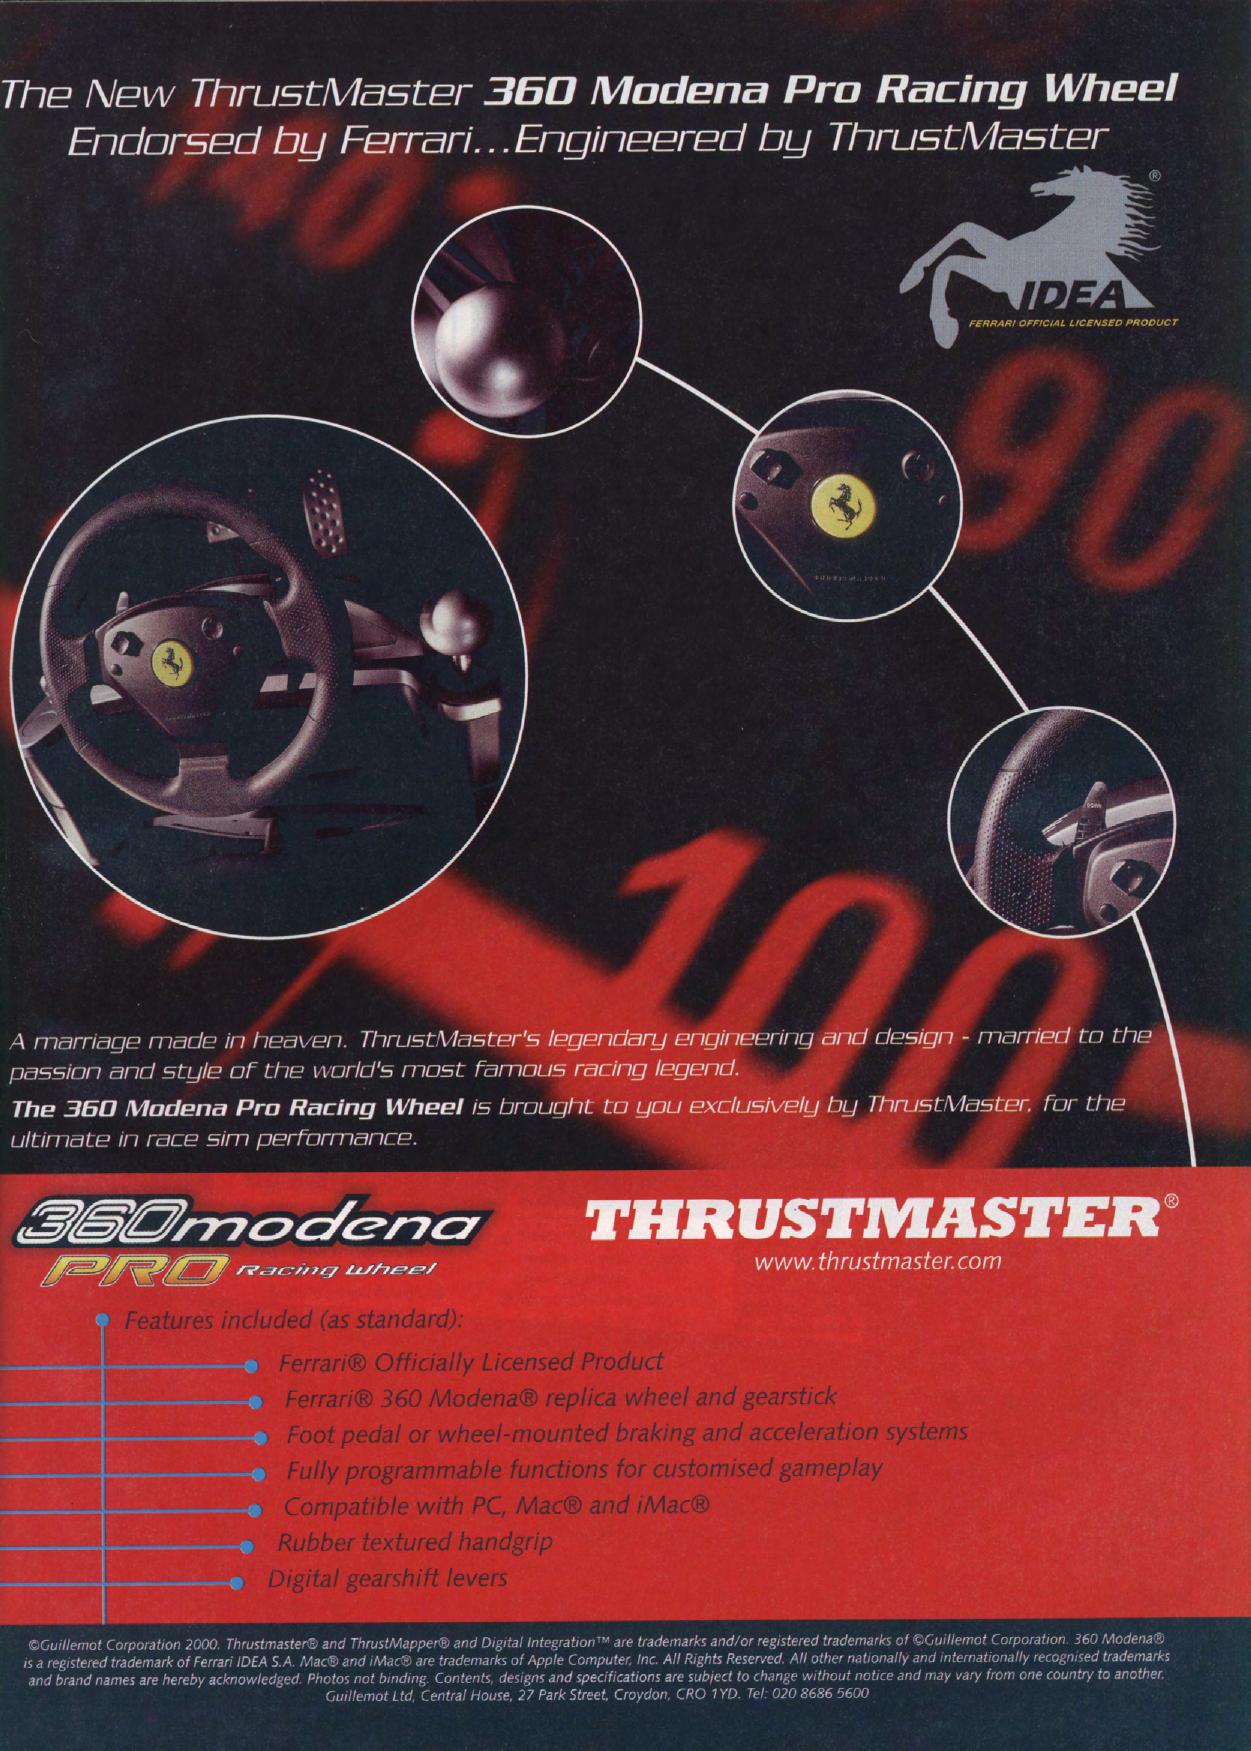 The New ThrustMaster 360 Modena Pro Racing Wheel
Endorsed by Ferrari...Engineered by ThrustMaster
®
IDEA
FERRARI OFFICIAL LICENSED PRODUCT
140
90
100
THRUSTMASTER
A marriage made in heaven. ThrustMaster's legendary engineering and design - married to the
passion and style of the world's most famous racing legend.
The 360 Modena Pro Racing Wheel is brought to you exclusively by ThrustMaster, for the
ultimate in race sim performance.
360modena
PRO Racing Wheel
THRUSTMASTER®
www.thrustmaster.com
Features included (as standard):
Ferrari® Officially Licensed Product
Ferrari® 360 Modena® replica wheel and gearstick
Foot pedal or wheel-mounted braking and acceleration systems
Fully programmable functions for customised gameplay
Compatible with PC, Mac® and iMac®
Rubber textured handgrip
Digital gearshift levers
©Guillemot Corporation 2000. Thrustmaster® and ThrustMapper® and Digital Integration™ are trademarks and/or registered trademarks of ©Guillemot Corporation. 360 Modena®
is a registered trademark of Ferrari IDEA S.A. Mac® and iMac® are trademarks of Apple Computer, Inc. All Rights Reserved. All other nationally and internationally recognised trademarks
and brand names are hereby acknowledged. Photos not binding. Contents, designs and specifications are subject to change without notice and may vary from one country to another.
Guillemot Ltd, Central House, 27 Park Street, Croydon, CRO 1YD. Tel: 020 8686 5600